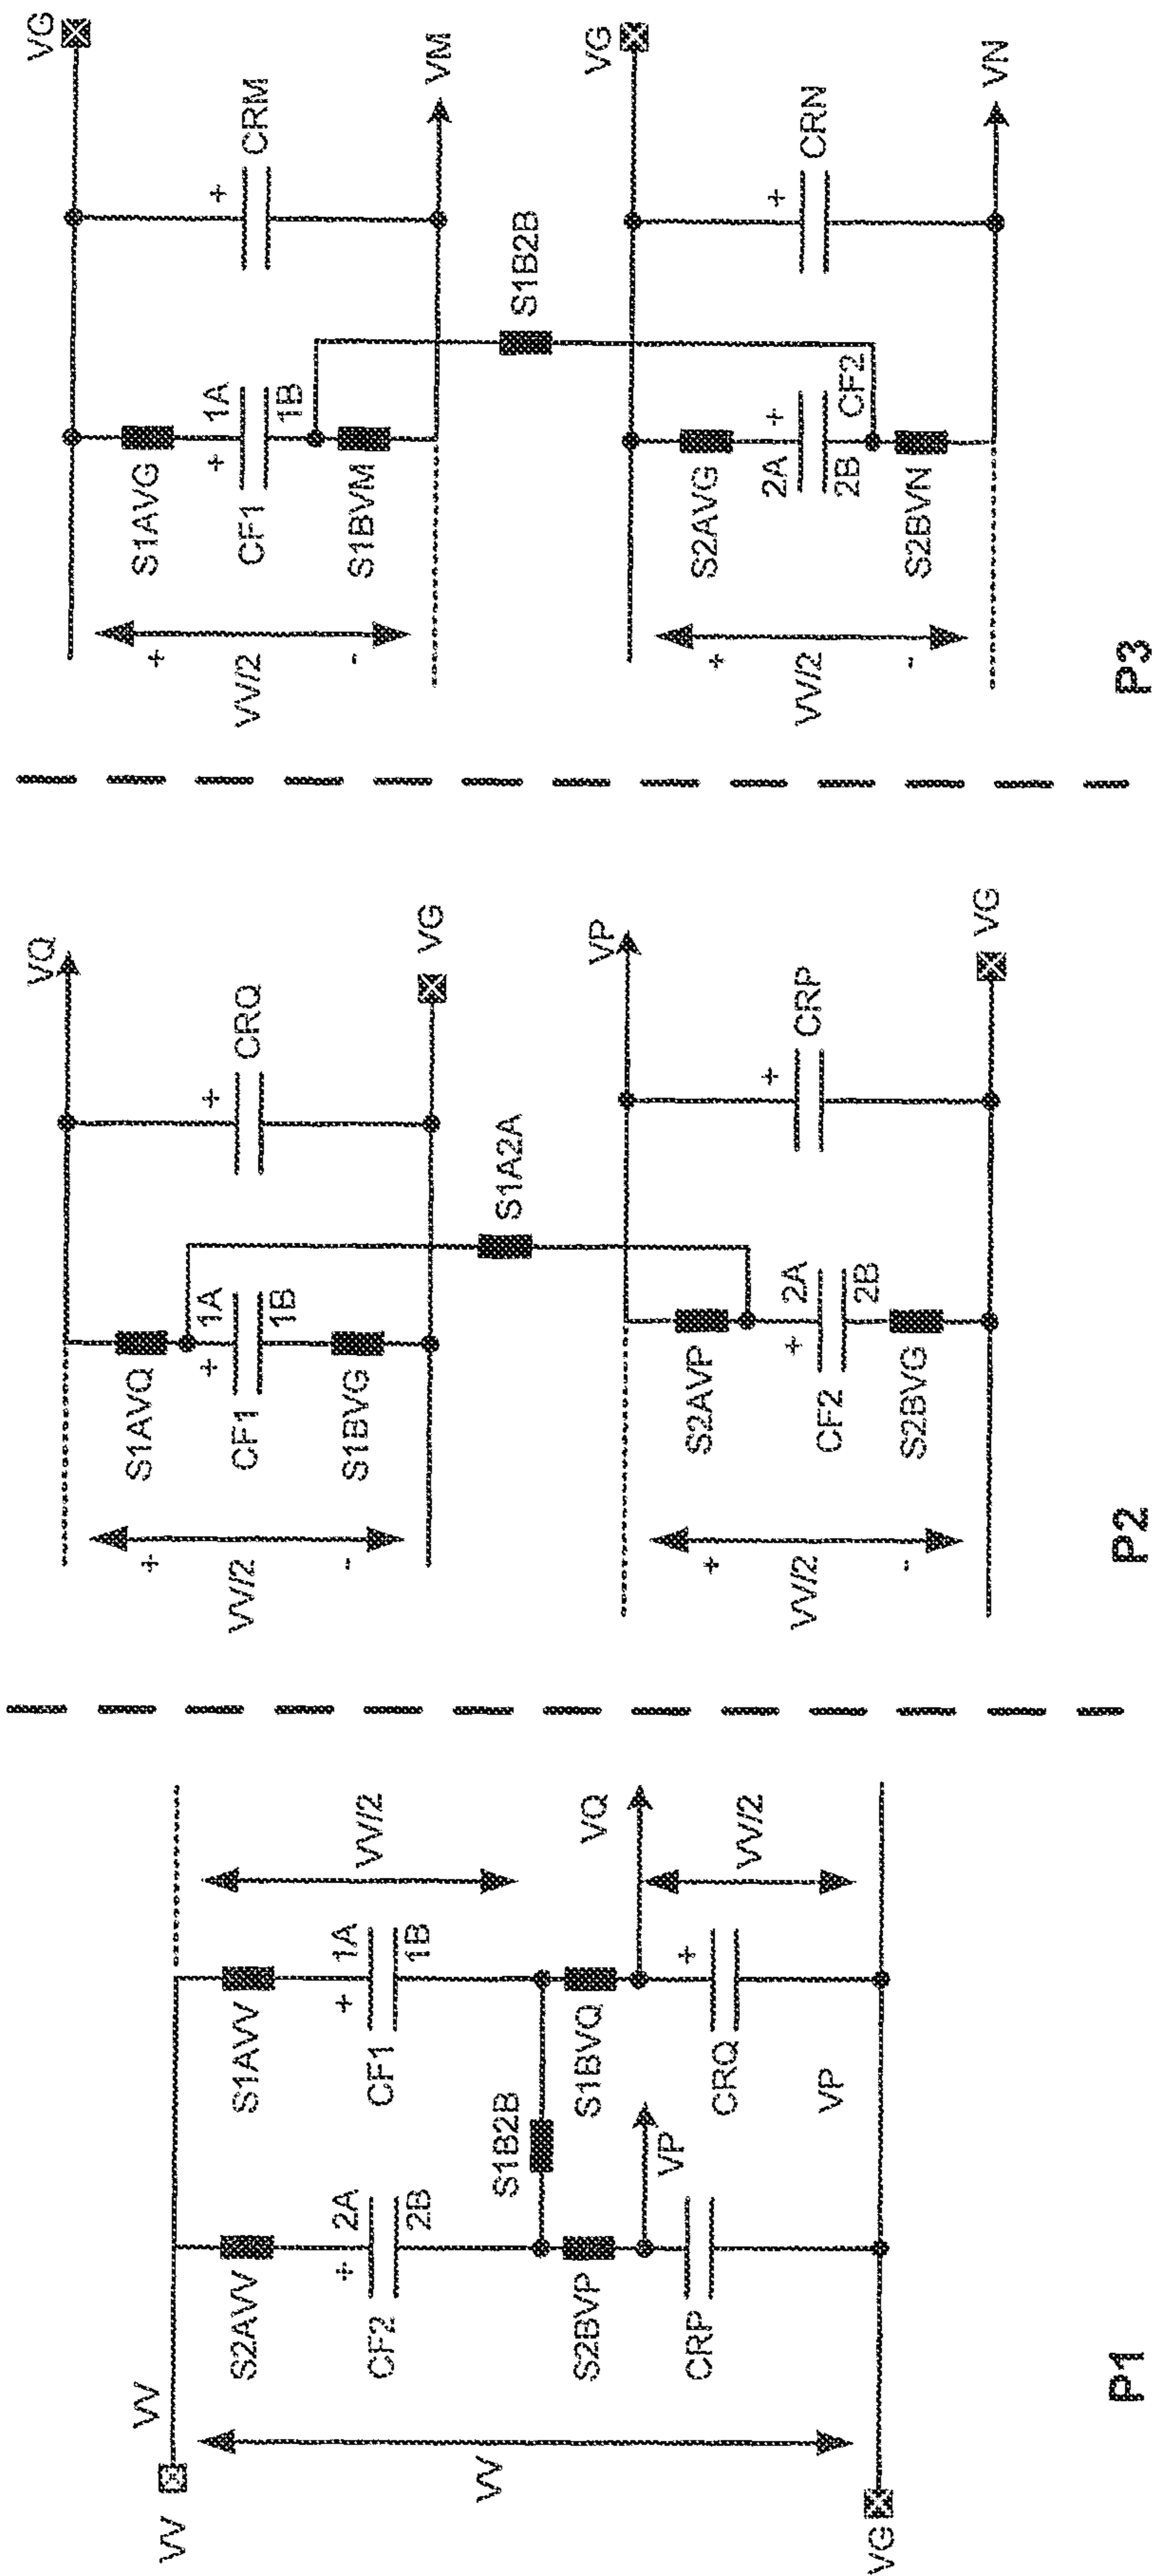 VV
VV
VV
S2AVV
S1AVV
+
2A
+
1A
VV/2
CF2
2B
CF1
1B
S1B2B
S2BVP
S1BVQ
VQ
VP
+
CRP
CRQ
VV/2
VP
VG
P1
VQ
+
S1AVQ
VV/2
+
1A
+
CF1
1B
CRQ
-
S1BVG
VG
S1A2A
VP
+
S2AVP
VV/2
+
2A
+
CF2
2B
CRP
-
S2BVG
VG
P2
VG
+
S1AVG
VV/2
+
1A
+
CF1
1B
CRM
-
S1BVM
VM
S1B2B
VG
+
S2AVG
VV/2
2A
+
+
2B
CF2
CRN
-
S2BVN
VN
P3